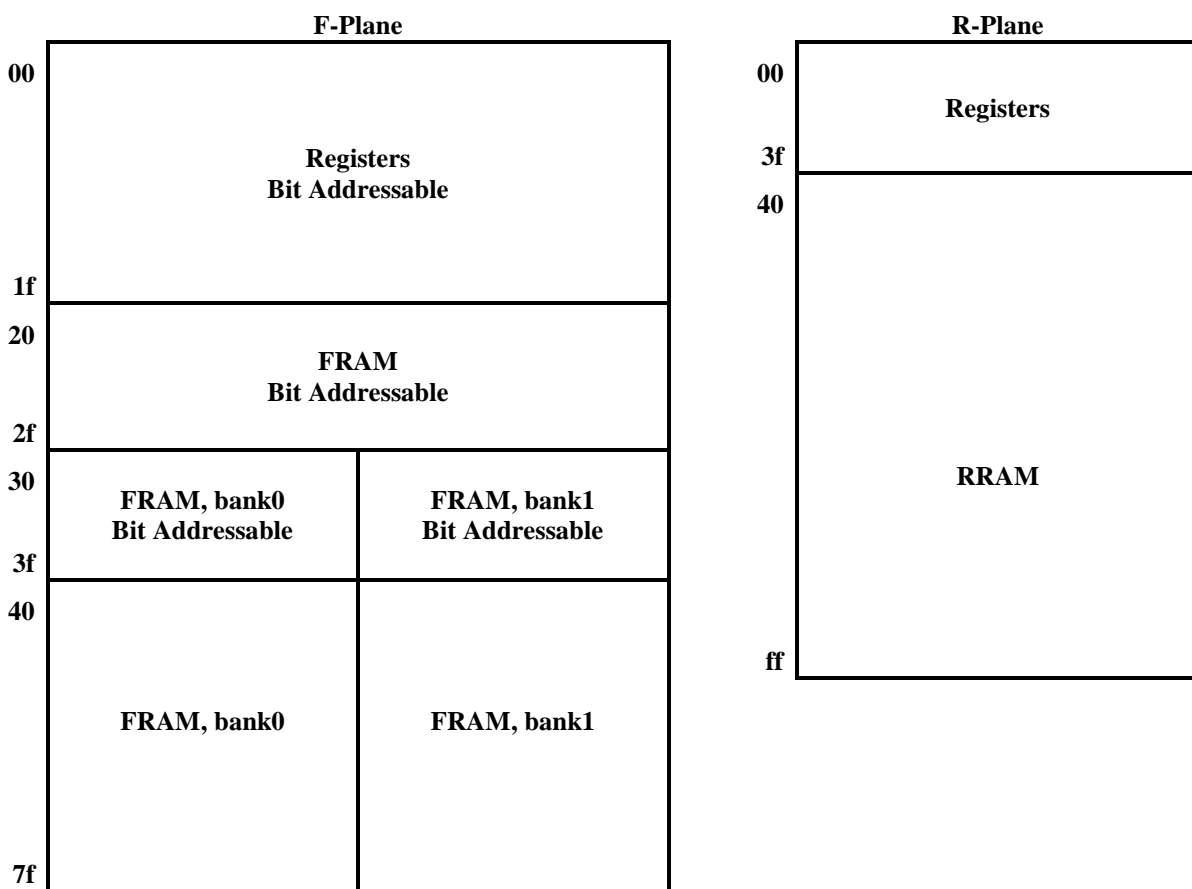 F-Plane
00
Registers
Bit Addressable
1f
20
FRAM
Bit Addressable
2f
30
FRAM, bank0
Bit Addressable
FRAM, bank1
Bit Addressable
3f
40
FRAM, bank0
FRAM, bank1
7f
R-Plane
00
Registers
3f
40
RRAM
ff